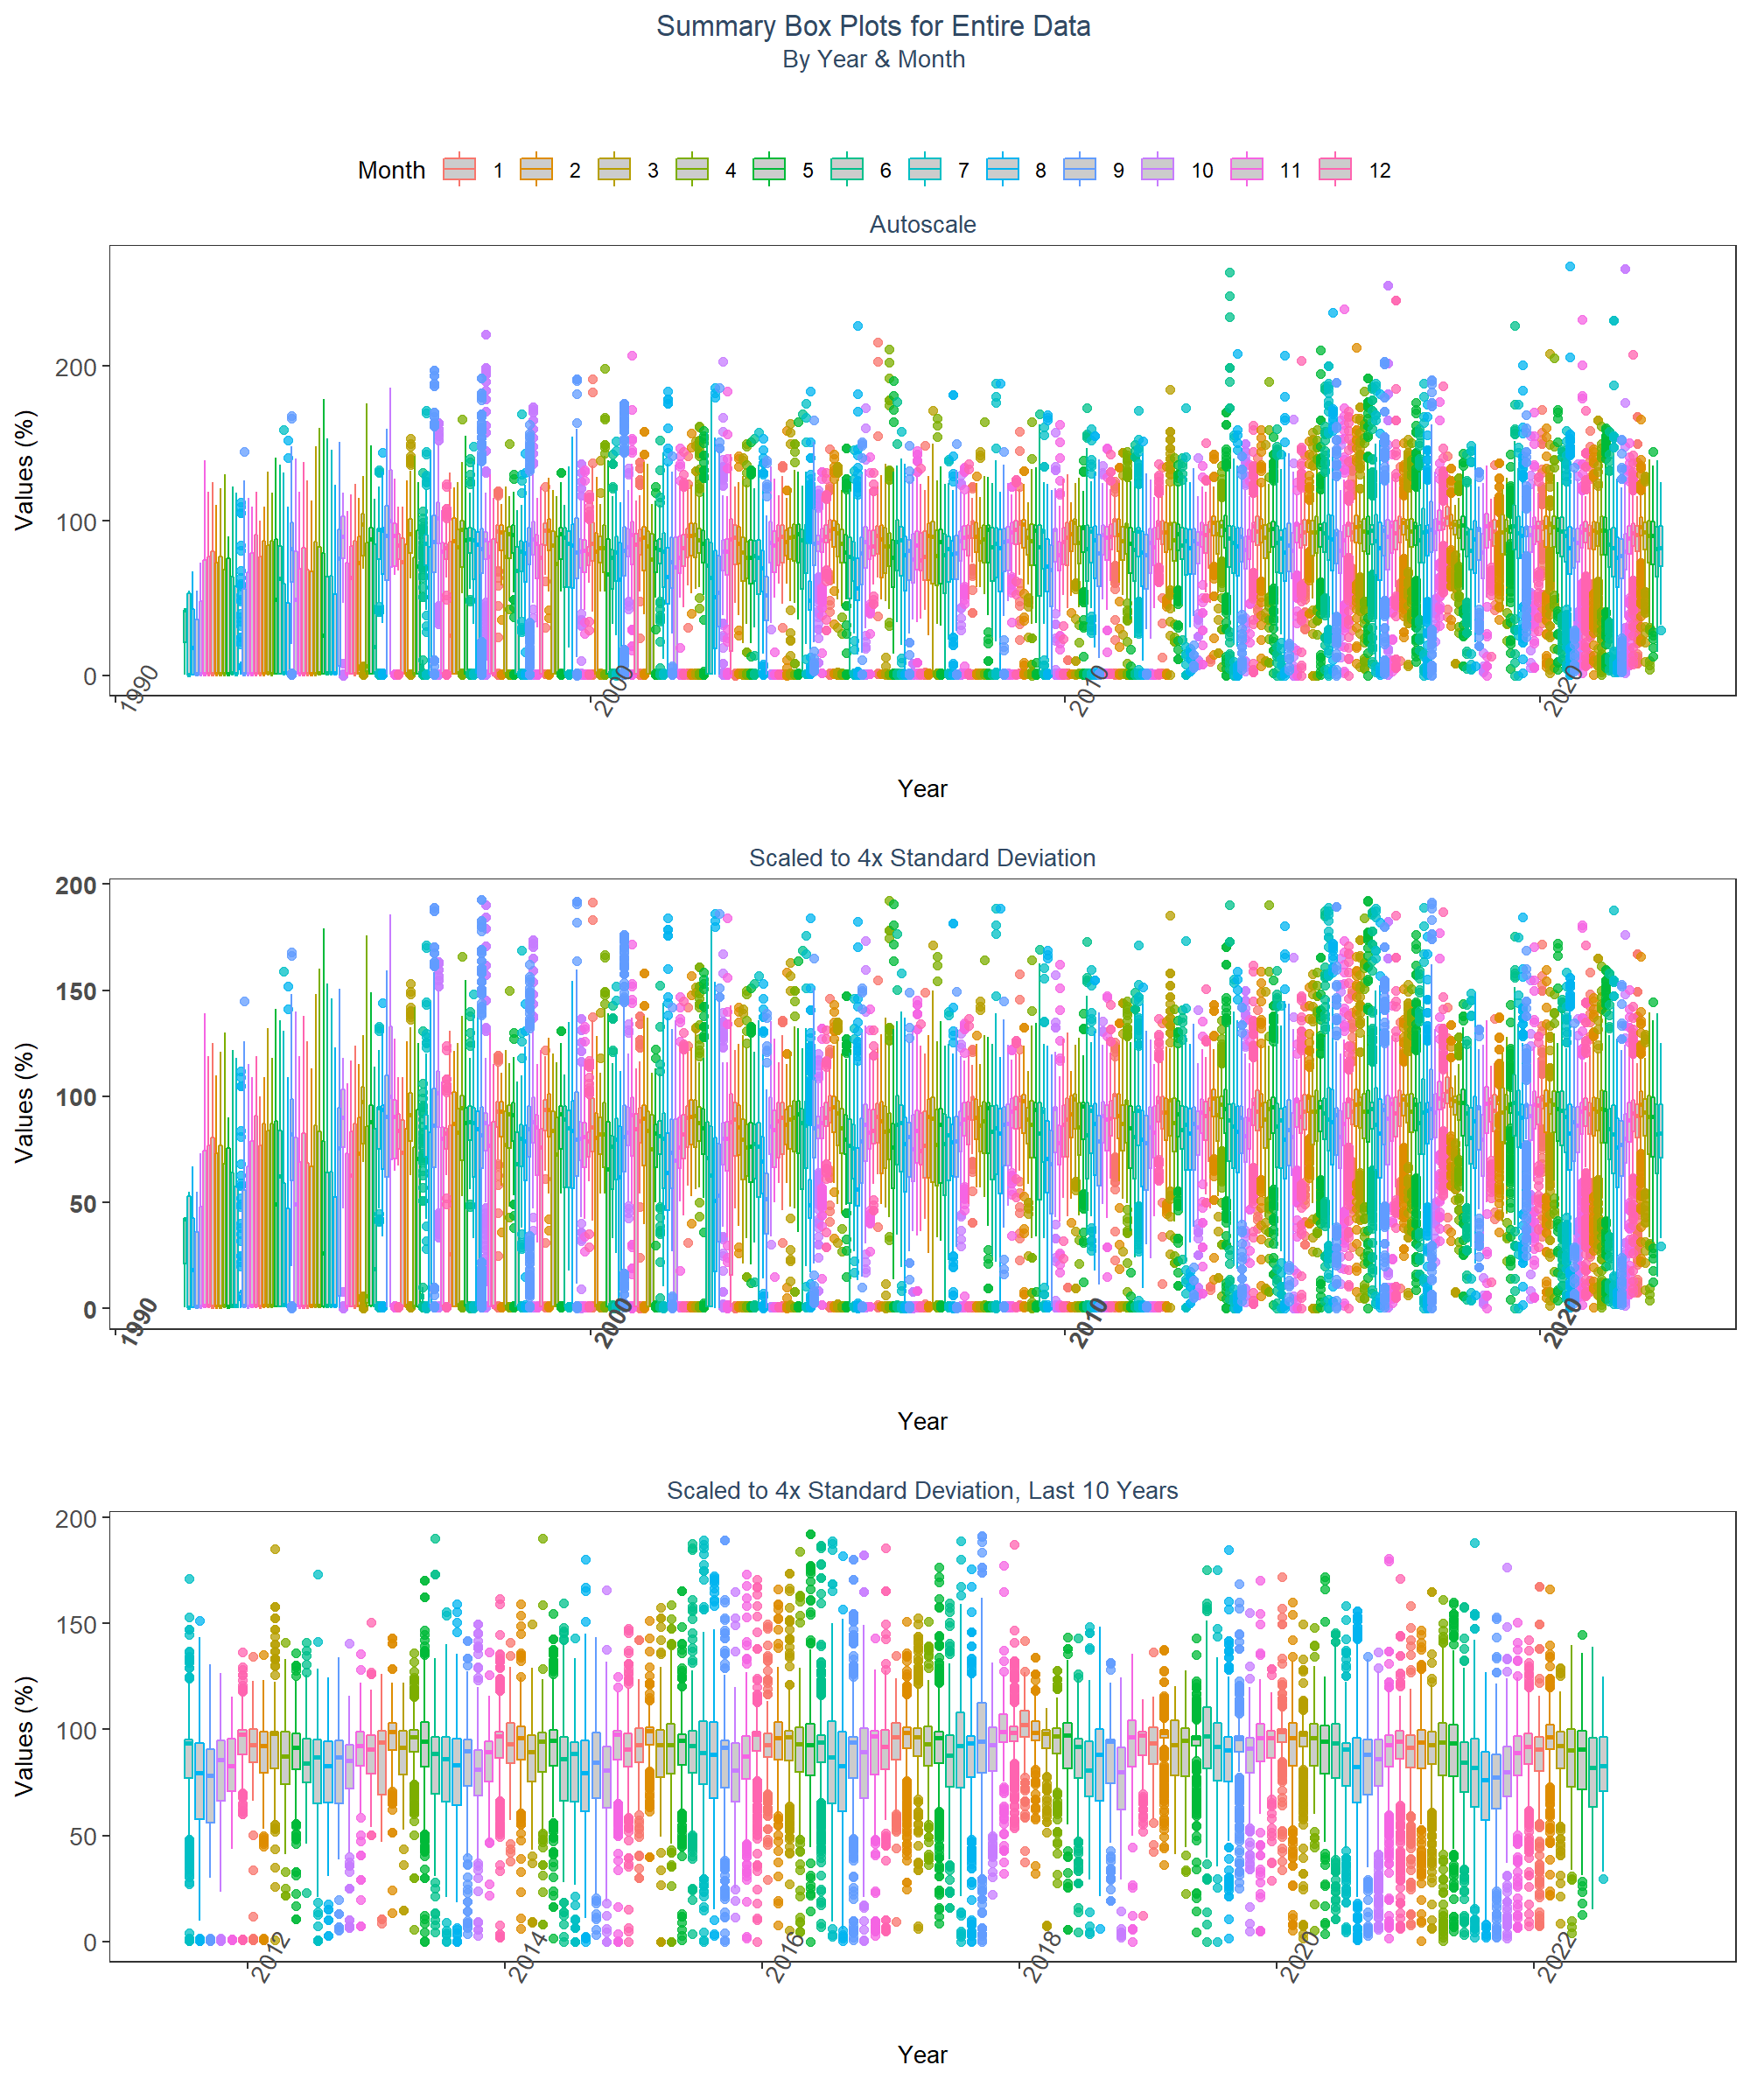 Summary Box Plots for Entire Data
By Year & Month
Month 1 2 3 4 5 6 7 8 9 10 11 12
Autoscale
Values (%)
200
100
0
1990 2000 2010 2020
Year
Scaled to 4x Standard Deviation
Values (%)
200
150
100
50
0
1990 2000 2010 2020
Year
Scaled to 4x Standard Deviation, Last 10 Years
Values (%)
200
150
100
50
0
2012 2014 2016 2018 2020 2022
Year